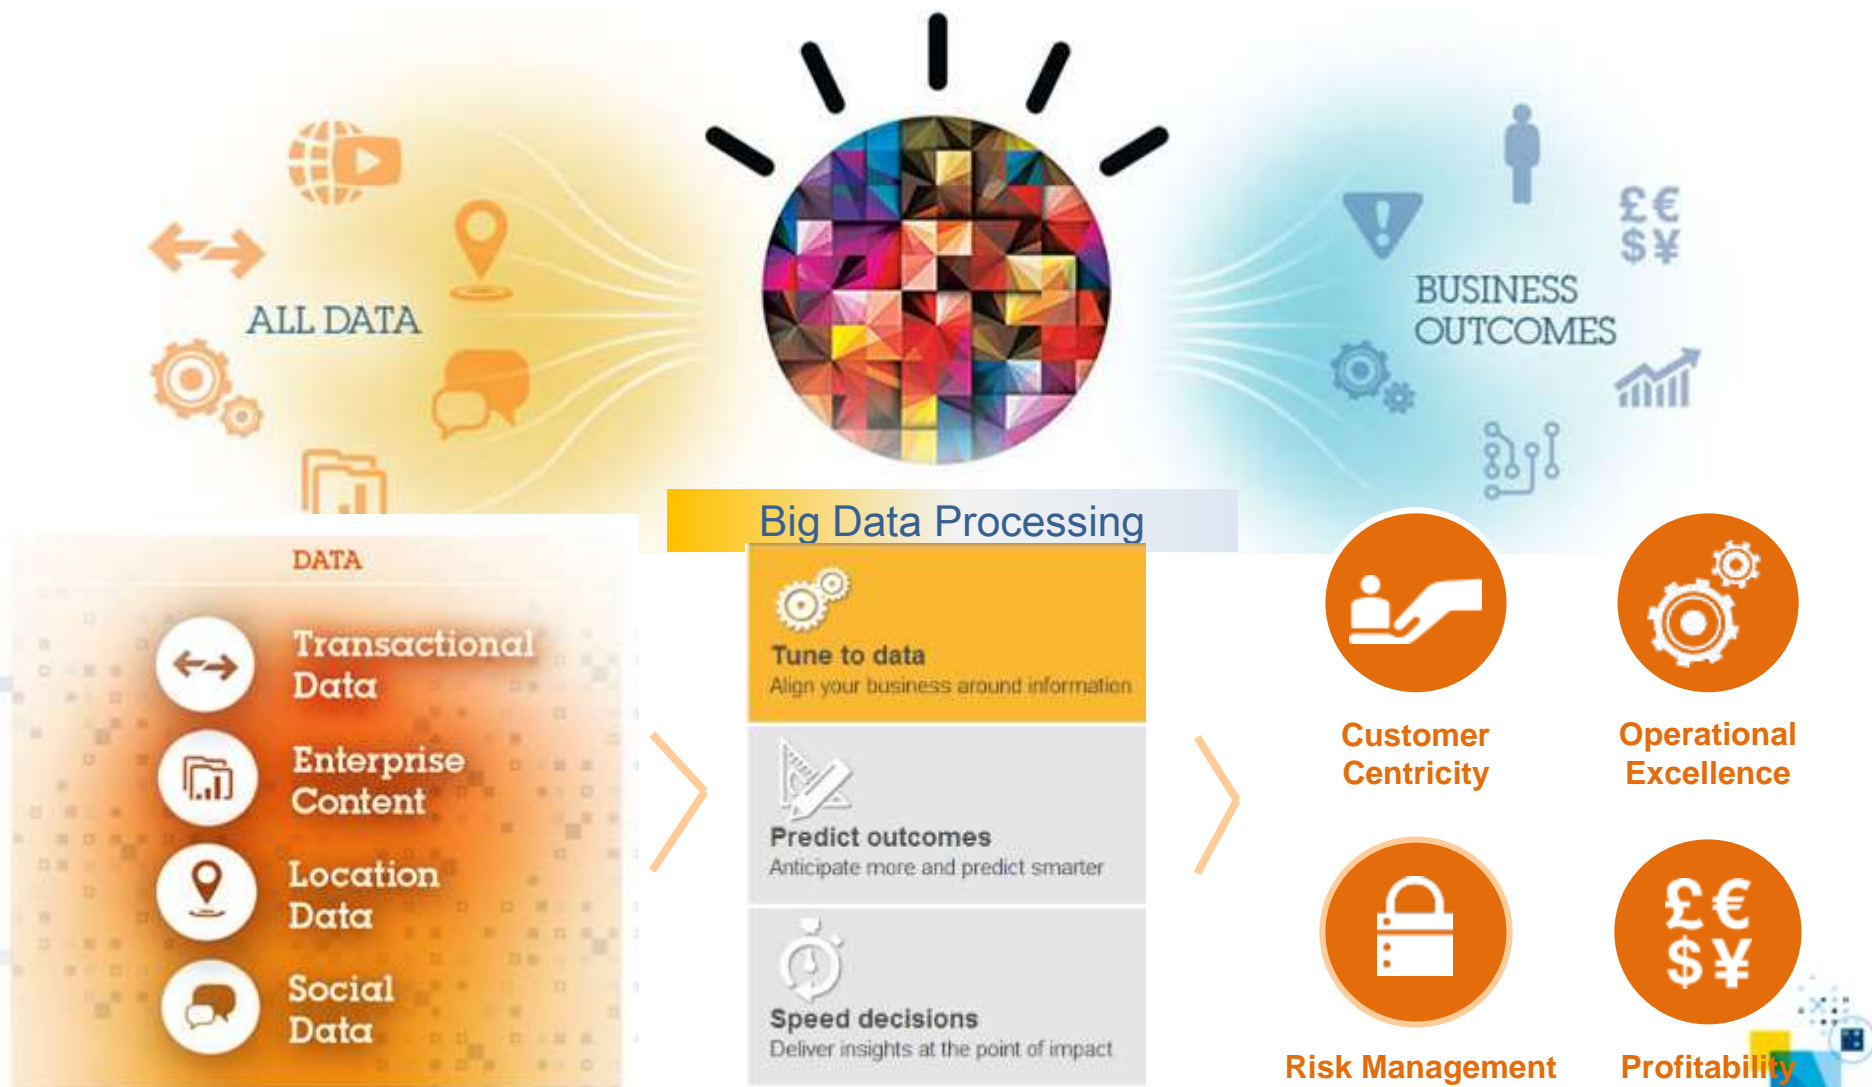 ALL DATA
BUSINESS
OUTCOMES
£€
$¥
Big Data Processing
DATA
Transactional
Data
Enterprise
Content
Location
Data
Social
Data
Tune to data
Align your business around information
Predict outcomes
Anticipate more and predict smarter
Speed decisions
Deliver insights at the point of impact
Customer
Centricity
Operational
Excellence
£€
$¥
Risk Management
Profitability